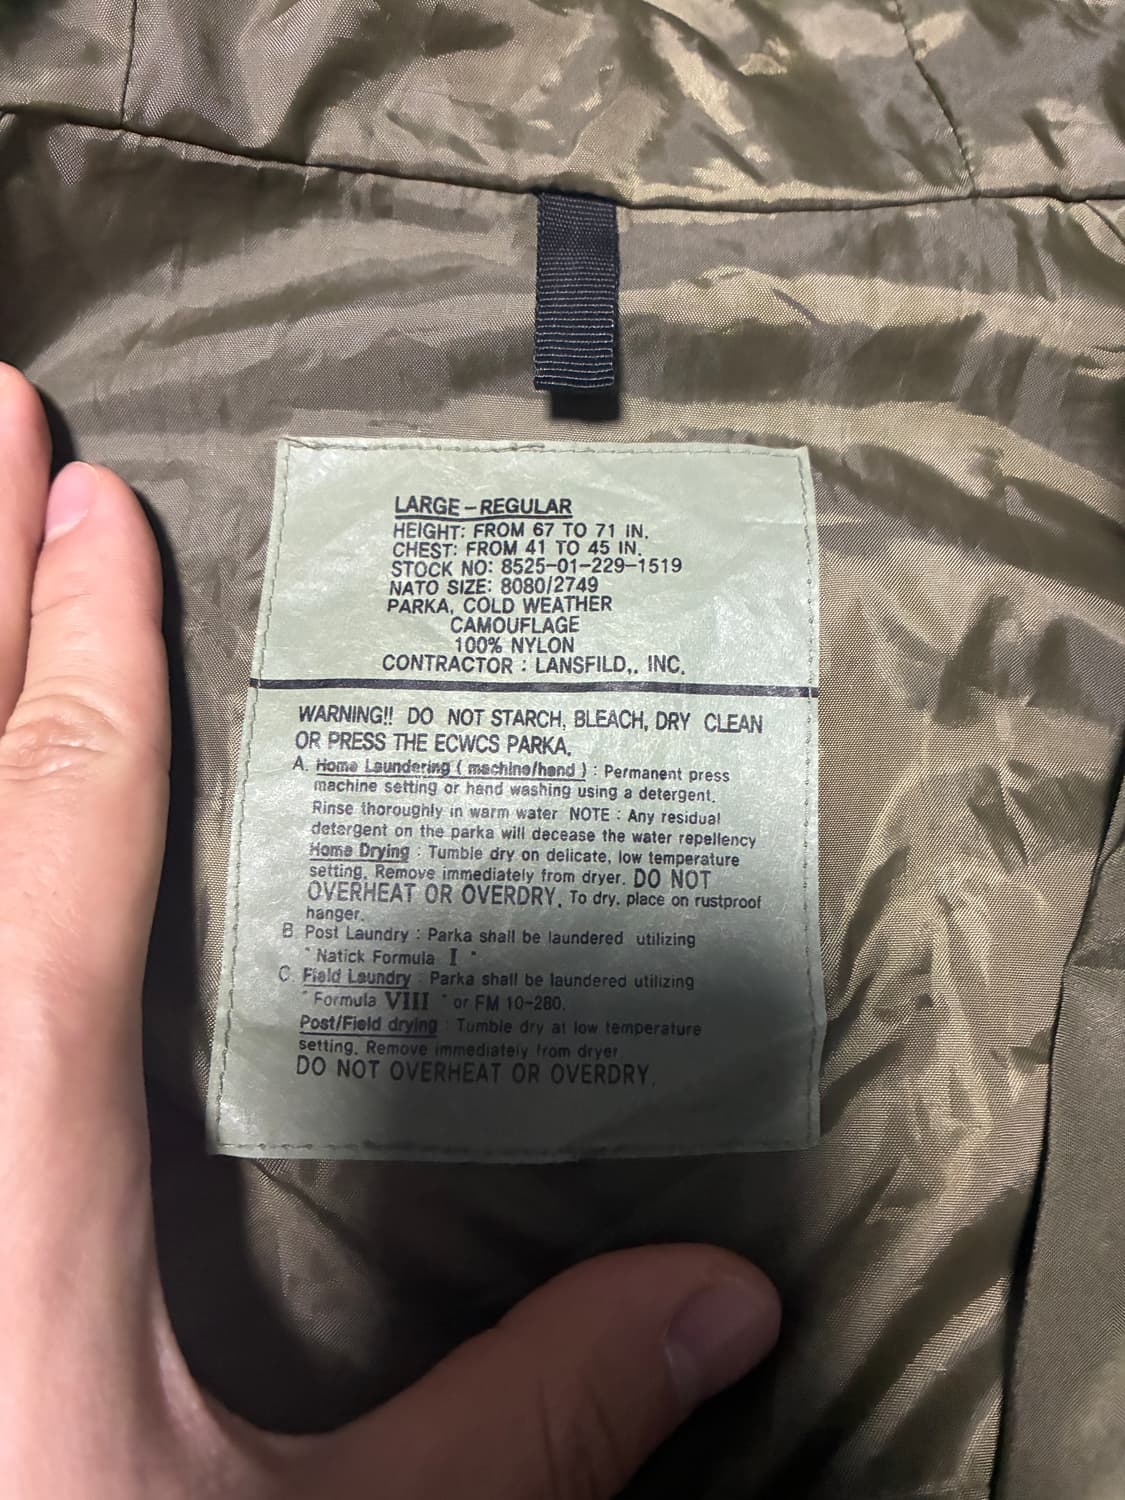 LARGE-REGULAR
HEIGHT: FROM 67 TO 71 IN.
CHEST: FROM 41 TO 45 IN.
STOCK NO: 8525-01-229-1519
NATO SIZE: 8080/2749
PARKA, COLD WEATHER
CAMOUFLAGE
100% NYLON
CONTRACTOR : LANSFILD,. INC.
WARNING!! DO NOT STARCH, BLEACH, DRY CLEAN
OR PRESS THE ECWCS PARKA.
A. Home Laundering ( machine/hand ) : Permanent press
machine setting or hand washing using a detergent.
Rinse thoroughly in warm water NOTE : Any residual
detergent on the parka will decease the water repellency
Home Drying : Tumble dry on delicate, low temperature
setting. Remove immediately from dryer. DO NOT
OVERHEAT OR OVERDRY. To dry, place on rustproof
hanger.
B Post Laundry : Parka shall be laundered utilizing
" Natick Formula I "
C. Field Laundry : Parka shall be laundered utilizing
" Formula VIII " or FM 10-280.
Post/Field drying : Tumble dry at low temperature
setting. Remove immediately from dryer
DO NOT OVERHEAT OR OVERDRY.